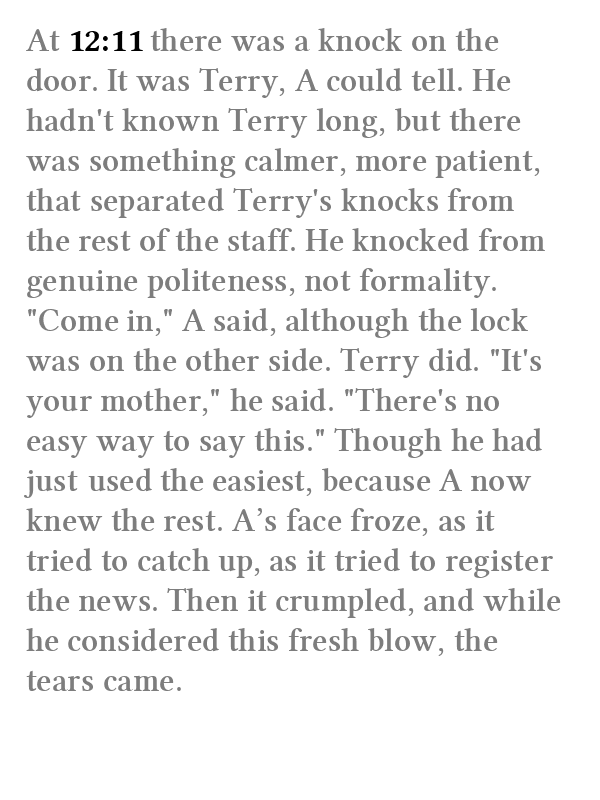 At 12:11 there was a knock on the
door. It was Terry, A could tell. He
hadn't known Terry long, but there
was something calmer, more patient,
that separated Terry's knocks from
the rest of the staff. He knocked from
genuine politeness, not formality.
"Come in," A said, although the lock
was on the other side. Terry did. "It's
your mother," he said. "There's no
easy way to say this." Though he had
just used the easiest, because A now
knew the rest. A’s face froze, as it
tried to catch up, as it tried to register
the news. Then it crumpled, and while
he considered this fresh blow, the
tears came.